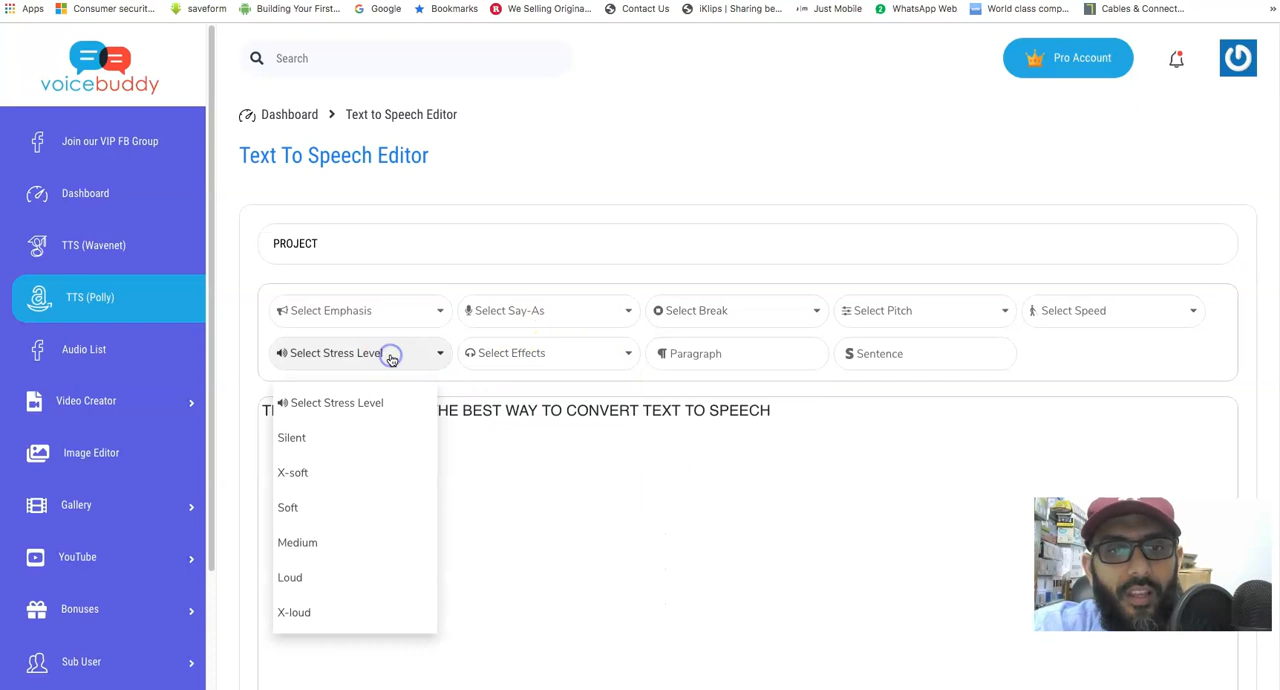 Apps
Consumer securit...
saveform
Building Your First...
Google
Bookmarks
We Selling Origina...
Contact Us
iKlips | Sharing be...
Just Mobile
WhatsApp Web
World class comp...
Cables & Connect...
»
voicebuddy
Search
Pro Account
Join our VIP FB Group
Dashboard
TTS (Wavenet)
TTS (Polly)
Audio List
Video Creator
Image Editor
Gallery
YouTube
Bonuses
Sub User
Dashboard > Text to Speech Editor
Text To Speech Editor
PROJECT
Select Emphasis
Select Say-As
Select Break
Select Pitch
Select Speed
Select Stress Level
Select Effects
Paragraph
Sentence
Select Stress Level
Silent
X-soft
Soft
Medium
Loud
X-loud
HE BEST WAY TO CONVERT TEXT TO SPEECH